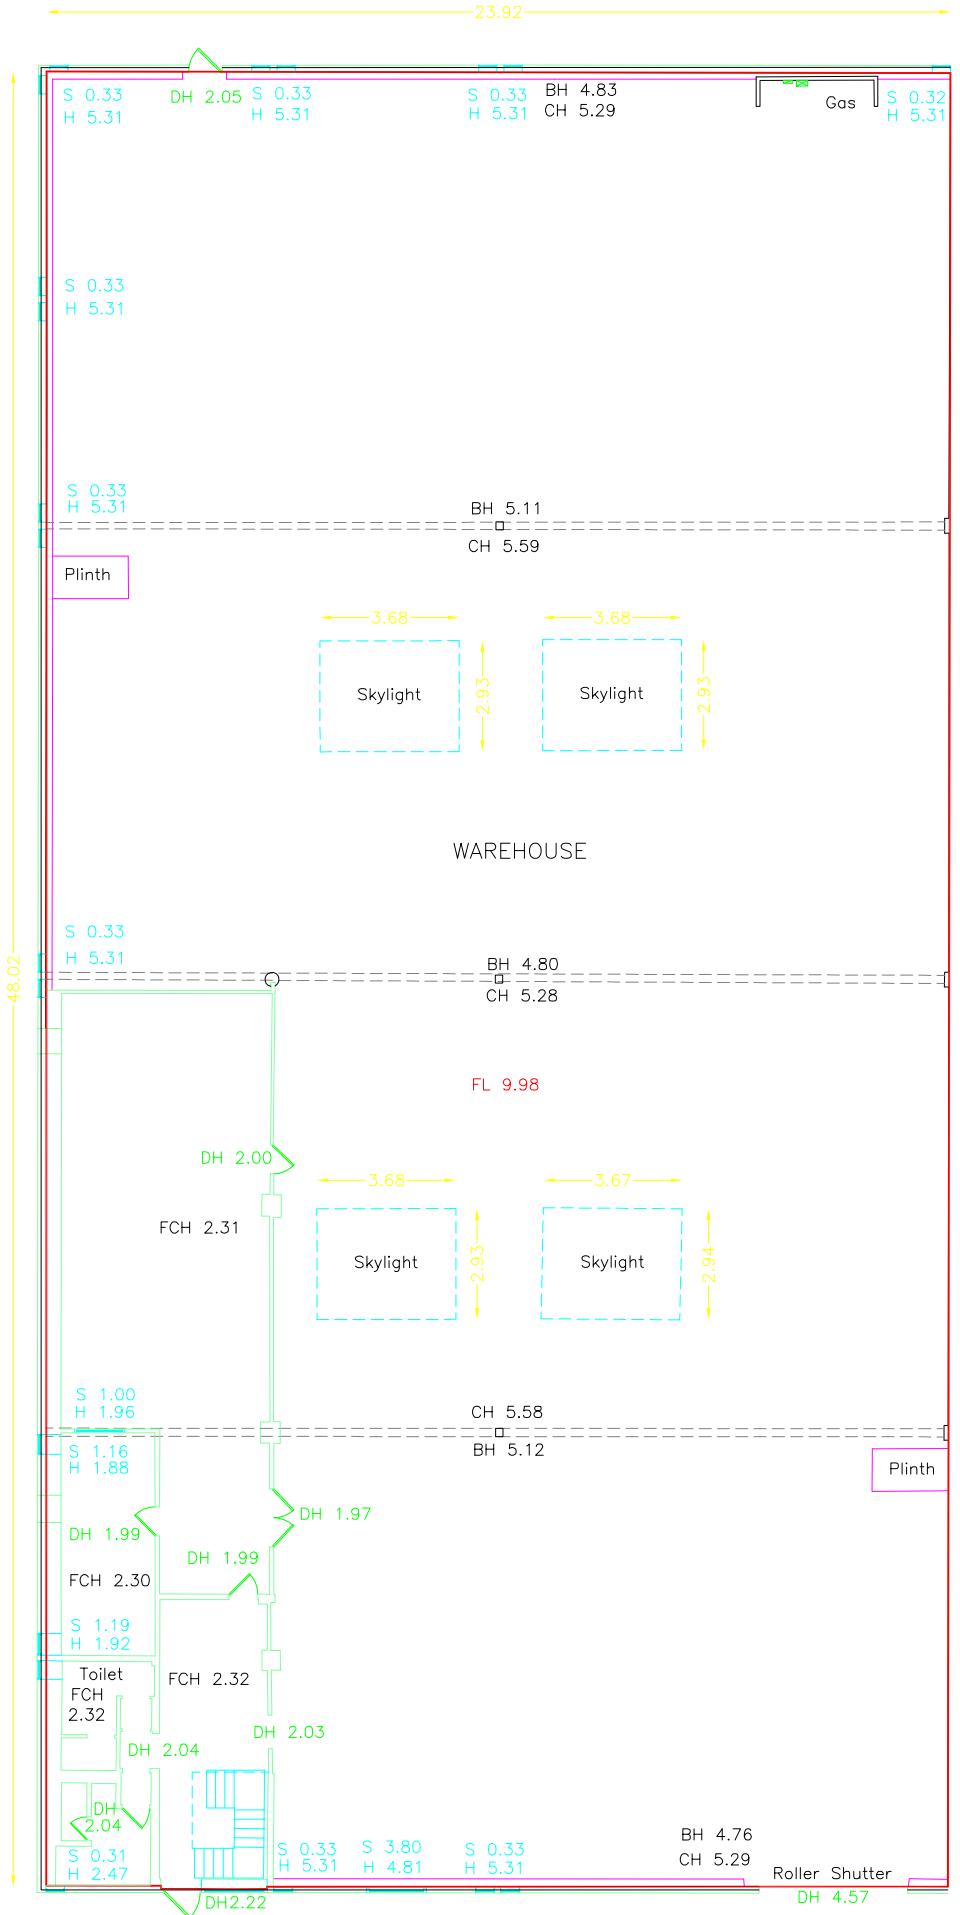 23.92
S 0.33
H 5.31
DH 2.05
S 0.33
H 5.31
S 0.33
H 5.31
BH 4.83
CH 5.29
Gas
S 0.32
H 5.31
S 0.33
H 5.31
S 0.33
H 5.31
BH 5.11
CH 5.59
Plinth
3.68
3.68
Skylight
2.93
Skylight
2.93
WAREHOUSE
S 0.33
H 5.31
48.02
BH 4.80
CH 5.28
FL 9.98
DH 2.00
3.68
3.67
FCH 2.31
Skylight
2.93
Skylight
2.94
S 1.00
H 1.96
CH 5.58
S 1.16
H 1.88
BH 5.12
Plinth
DH 1.97
DH 1.99
DH 1.99
FCH 2.30
S 1.19
H 1.92
Toilet
FCH
2.32
FCH 2.32
DH 2.03
DH 2.04
DH
2.04
S 0.31
H 2.47
S 0.33
H 5.31
S 3.80
H 4.81
S 0.33
H 5.31
BH 4.76
CH 5.29
Roller Shutter
DH 4.57
DH2.22